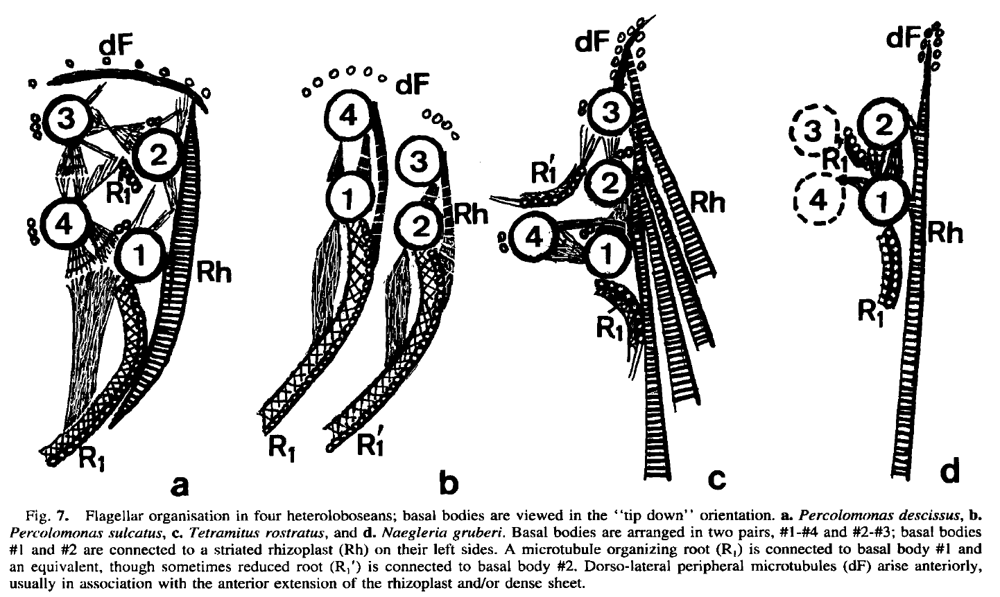 dF
3
2
R1'
4
1
Rh
R1
a
dF
4
3
1
2
Rh
R1
R1'
b
dF
3
R1'
2
Rh
4
1
R1
c
dF
3
2
R1'
4
1
Rh
R1
d
Fig. 7. Flagellar organisation in four heteroloboseans; basal bodies are viewed in the “tip down” orientation. a. Percolomonas descissus, b.
Percolomonas sulcatus, c. Tetramitus rostratus, and d. Naegleria gruberi. Basal bodies are arranged in two pairs, #1-#4 and #2-#3; basal bodies
#1 and #2 are connected to a striated rhizoplast (Rh) on their left sides. A microtubule organizing root (R1) is connected to basal body #1 and
an equivalent, though sometimes reduced root (R1') is connected to basal body #2. Dorso-lateral peripheral microtubules (dF) arise anteriorly,
usually in association with the anterior extension of the rhizoplast and/or dense sheet.